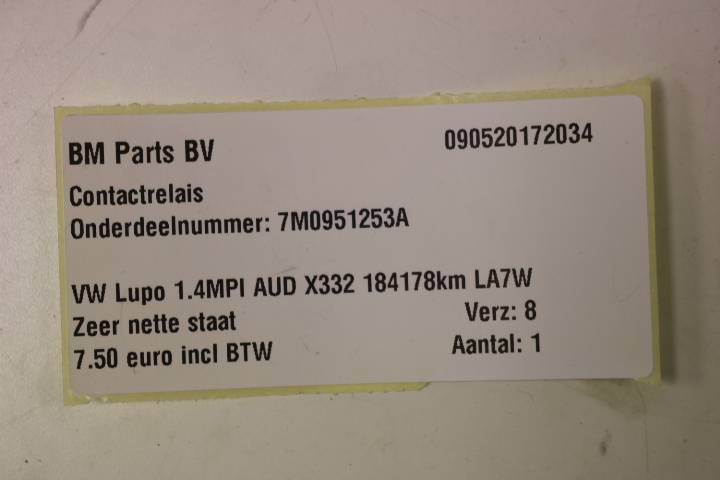 BM Parts BV 090520172034
Contactrelais
Onderdeelnummer: 7M0951253A
VW Lupo 1.4MPI AUD X332 184178km LA7W
Zeer nette staat Verz: 8
7.50 euro incl BTW Aantal: 1